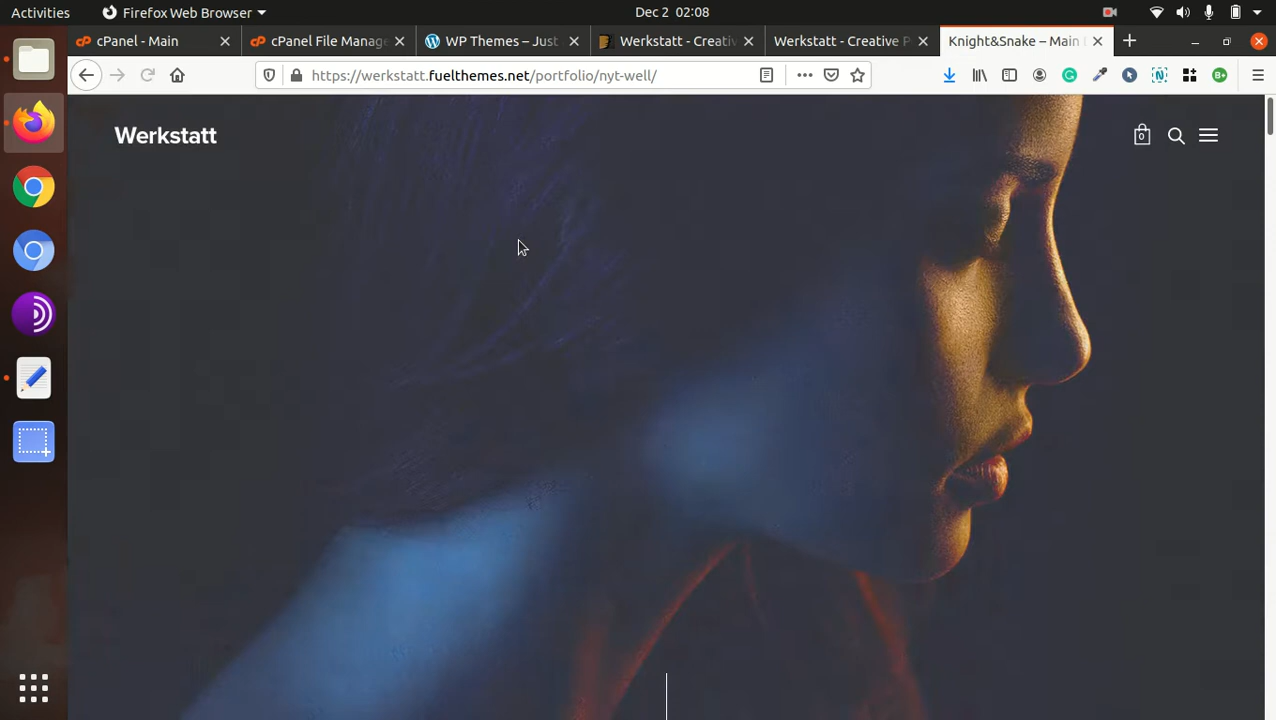 Activities Firefox Web Browser Dec 2 02:08
cPanel - Main cPanel File Manage WP Themes – Just Werkstatt - Creativ Werkstatt - Creative P Knight&Snake – Main
https://werkstatt.fuelthemes.net/portfolio/nyt-well/
Werkstatt
0